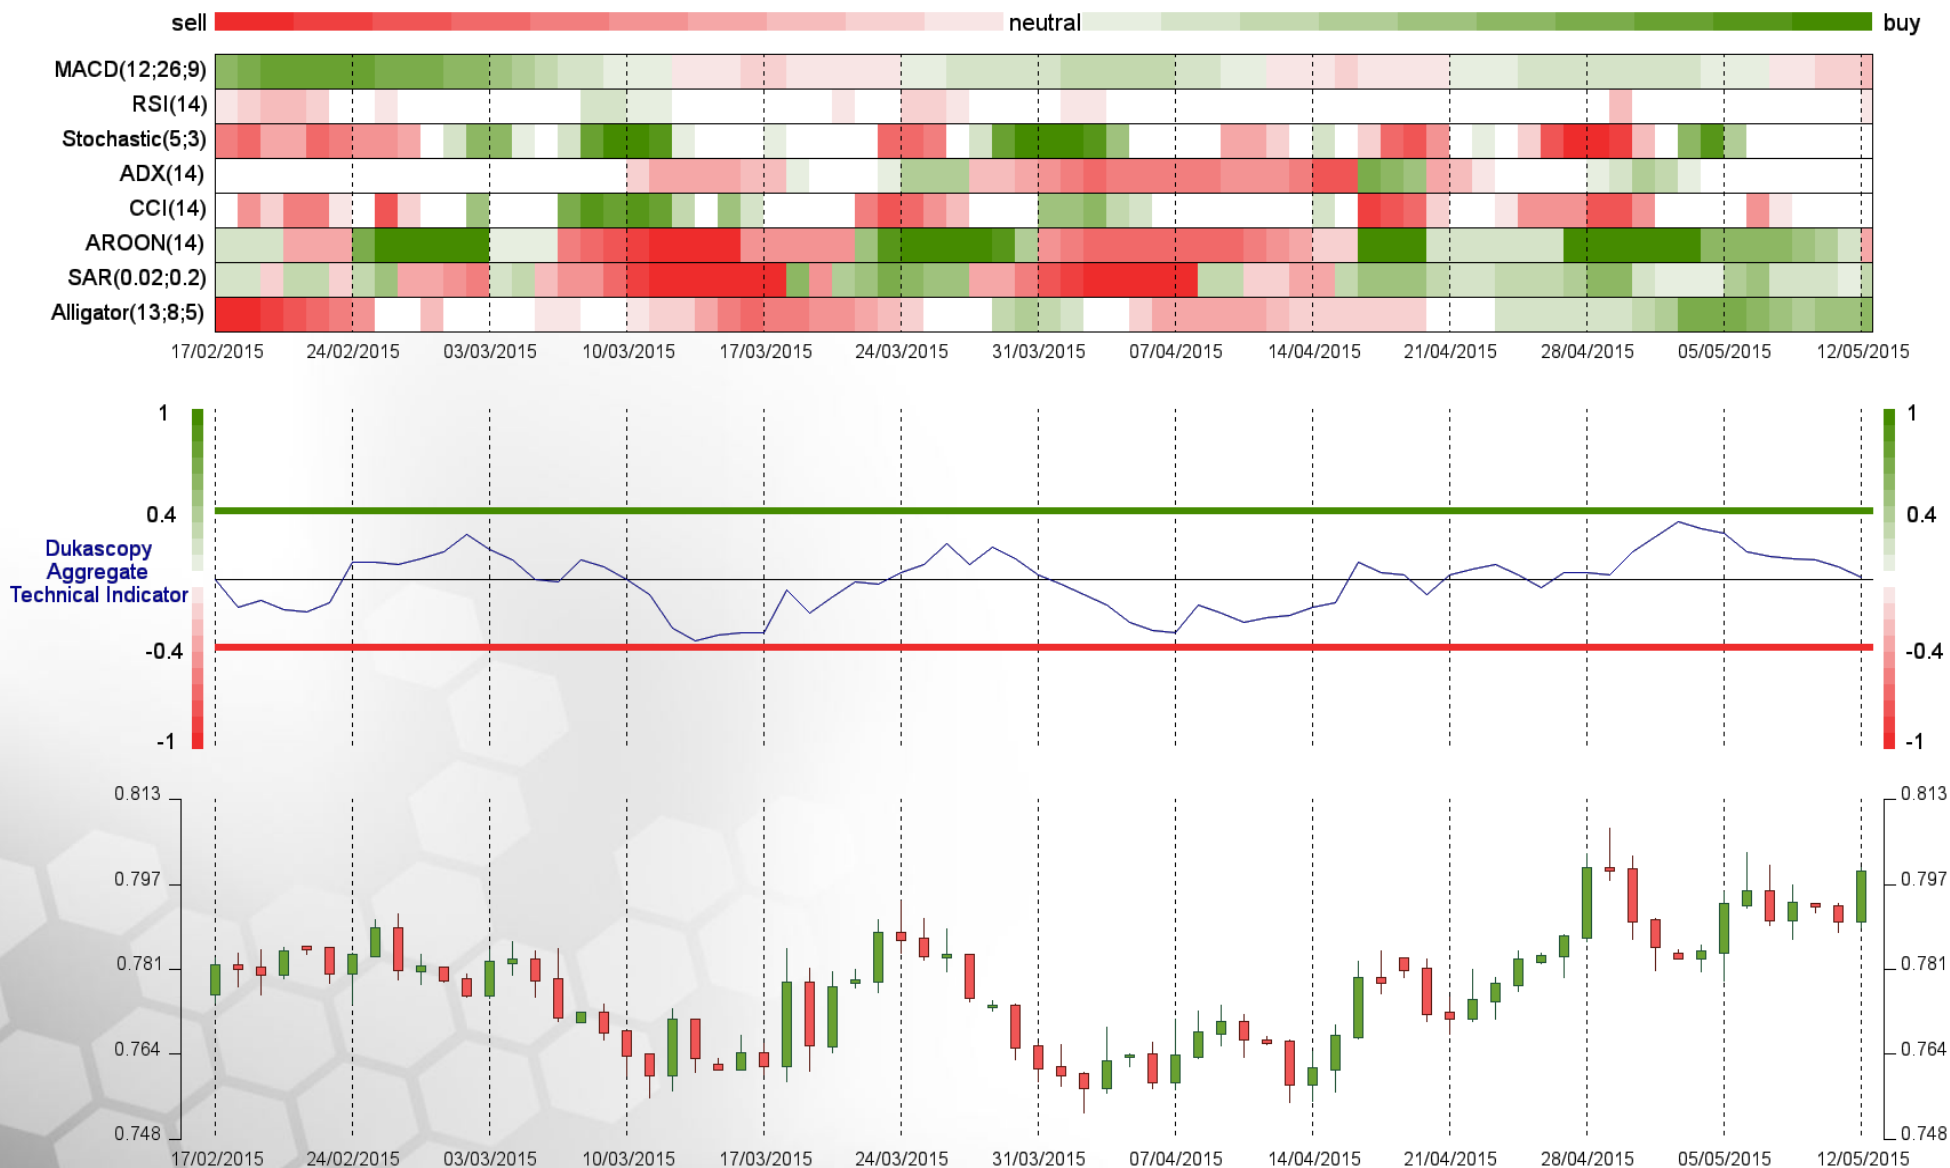 sell neutral buy
MACD(12;26;9)
RSI(14)
Stochastic(5;3)
ADX(14)
CCI(14)
AROON(14)
SAR(0.02;0.2)
Alligator(13;8;5)
17/02/2015 24/02/2015 03/03/2015 10/03/2015 17/03/2015 24/03/2015 31/03/2015 07/04/2015 14/04/2015 21/04/2015 28/04/2015 05/05/2015 12/05/2015
1 1
0.4 0.4
Dukascopy
Aggregate
Technical Indicator
-0.4 -0.4
-1 -1
0.813 0.813
0.797 0.797
0.781 0.781
0.764 0.764
0.748 0.748
17/02/2015 24/02/2015 03/03/2015 10/03/2015 17/03/2015 24/03/2015 31/03/2015 07/04/2015 14/04/2015 21/04/2015 28/04/2015 05/05/2015 12/05/2015